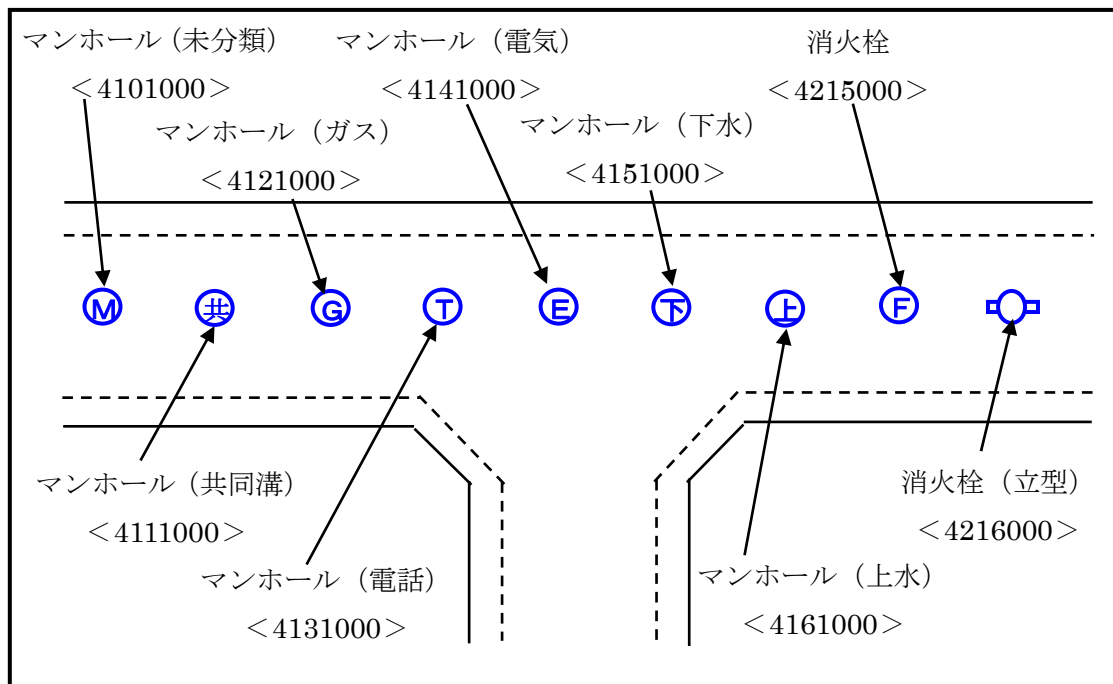 マンホール（未分類）
＜4101000＞
マンホール（電気）
＜4141000＞
消火栓
＜4215000＞
マンホール（ガス）
＜4121000＞
マンホール（下水）
＜4151000＞
M 共 G T E 下 上 F
マンホール（共同溝）
＜4111000＞
消火栓（立型）
＜4216000＞
マンホール（電話）
＜4131000＞
マンホール（上水）
＜4161000＞